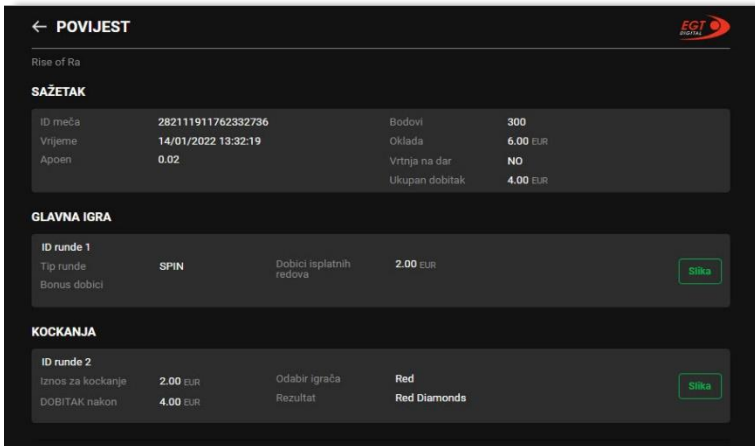 ← POVIJEST
EGT
DIGITAL
Rise of Ra
SAŽETAK
ID meča 282111911762332736 Bodovi 300
Vrijeme 14/01/2022 13:32:19 Oklada 6.00 EUR
Apoen 0.02 Vrtnja na dar NO
Ukupan dobitak 4.00 EUR
GLAVNA IGRA
ID runde 1
Tip runde SPIN Dobici isplatnih redova 2.00 EUR
Bonus dobici
Slika
KOCKANJA
ID runde 2
Iznos za kockanje 2.00 EUR Odabir igrača Red
DOBITAK nakon 4.00 EUR Rezultat Red Diamonds
Slika